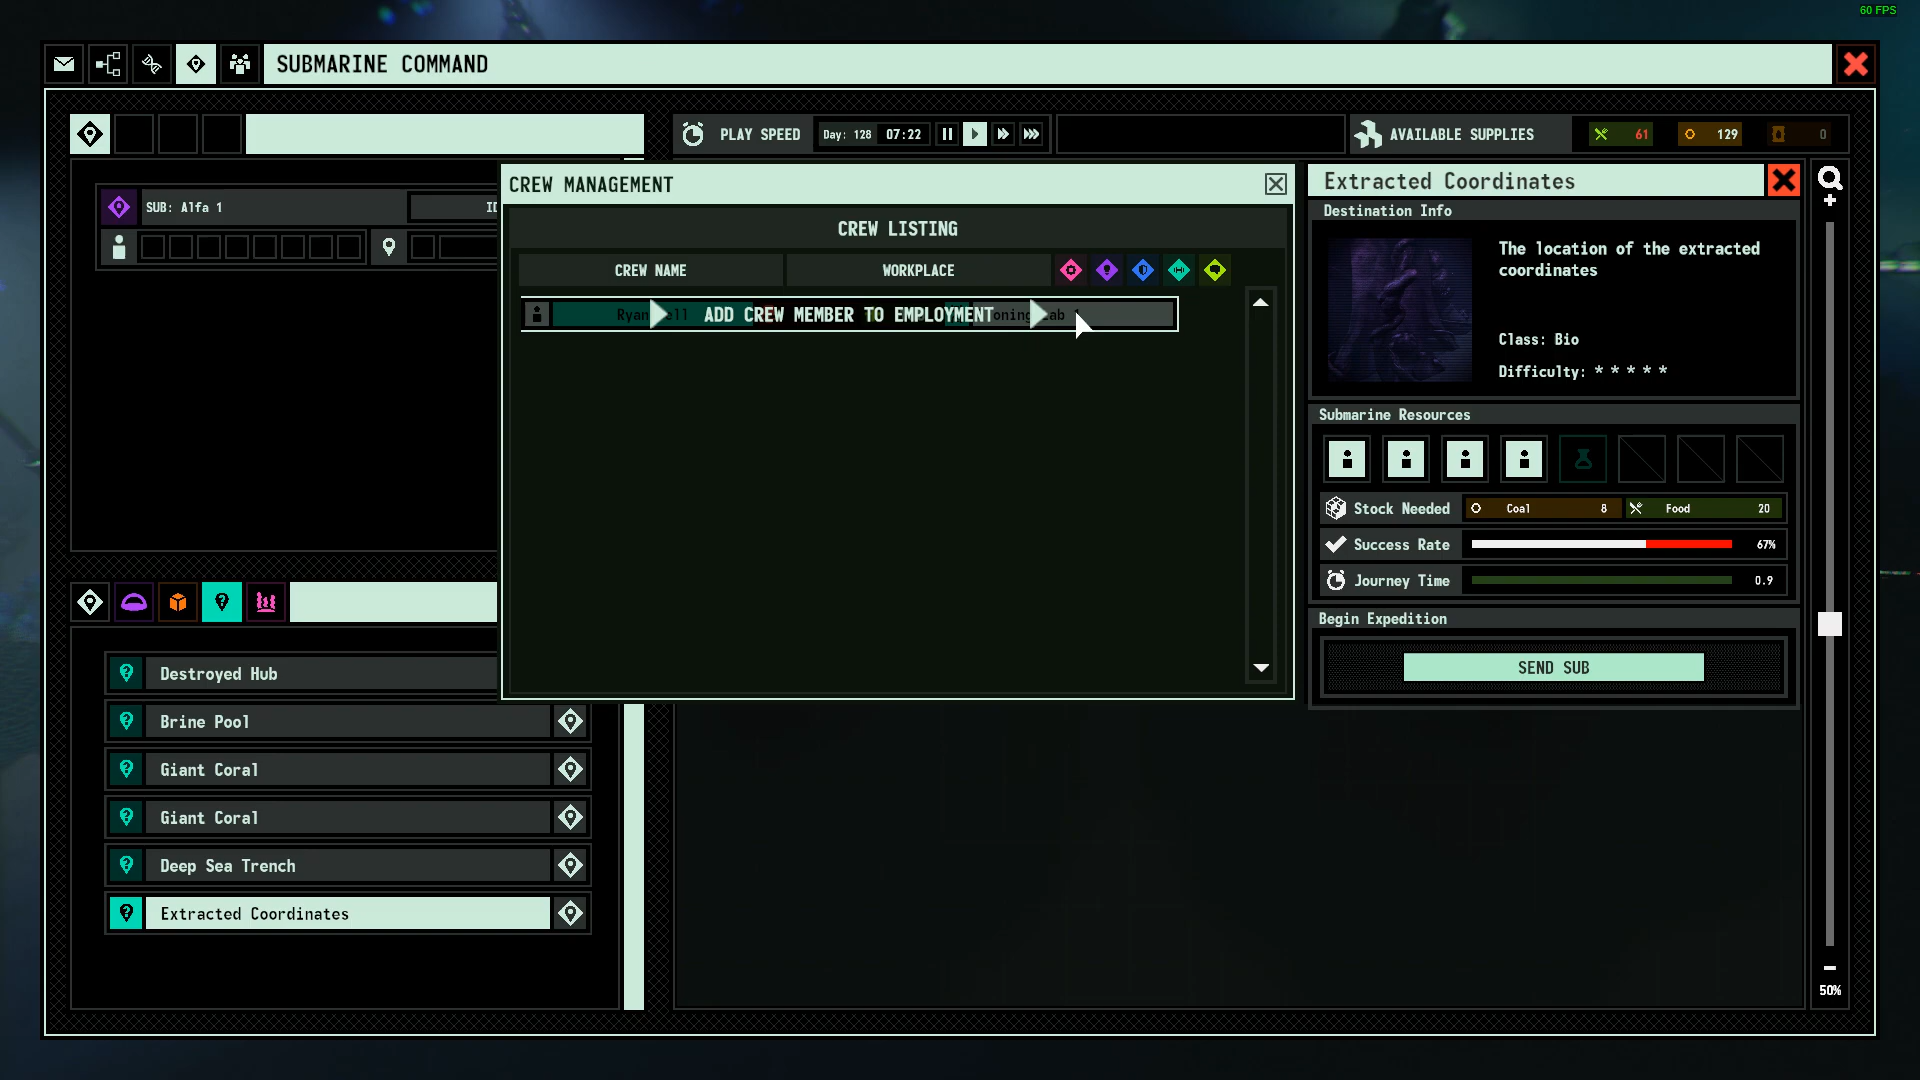 60 FPS
SUBMARINE COMMAND
PLAY SPEED
Day: 128 07:22
AVAILABLE SUPPLIES
61
129
0
SUB: Alfa 1
CREW MANAGEMENT
CREW LISTING
CREW NAME
WORKPLACE
ADD CREW MEMBER TO EMPLOYMENT
Extracted Coordinates
Destination Info
The location of the extracted
coordinates
Class: Bio
Difficulty: * * * * *
Submarine Resources
Stock Needed
Coal 8
Food 20
Success Rate
67%
Journey Time
0.9
Begin Expedition
SEND SUB
Destroyed Hub
Brine Pool
Giant Coral
Giant Coral
Deep Sea Trench
Extracted Coordinates
50%